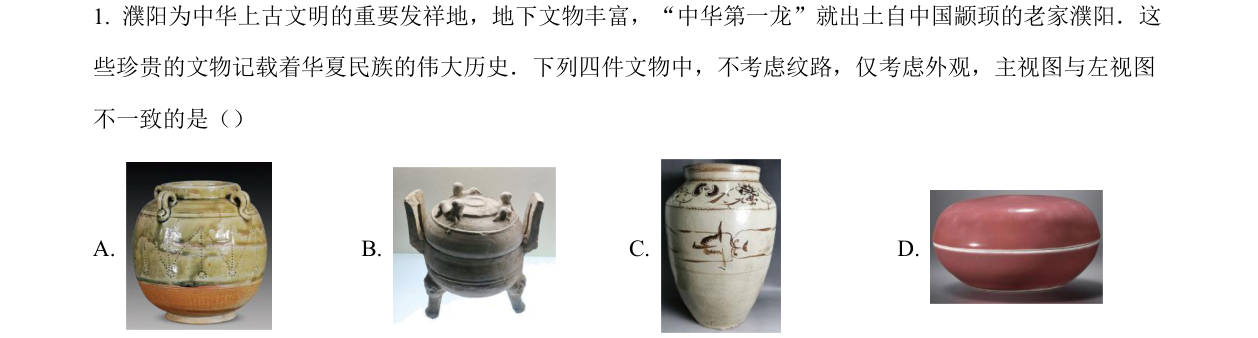 1. 濮阳为中华上古文明的重要发祥地，地下文物丰富，“中华第一龙”就出土自中国颛顼的老家濮阳．这
些珍贵的文物记载着华夏民族的伟大历史．下列四件文物中，不考虑纹路，仅考虑外观，主视图与左视图
不一致的是（）
A. B. C. D.